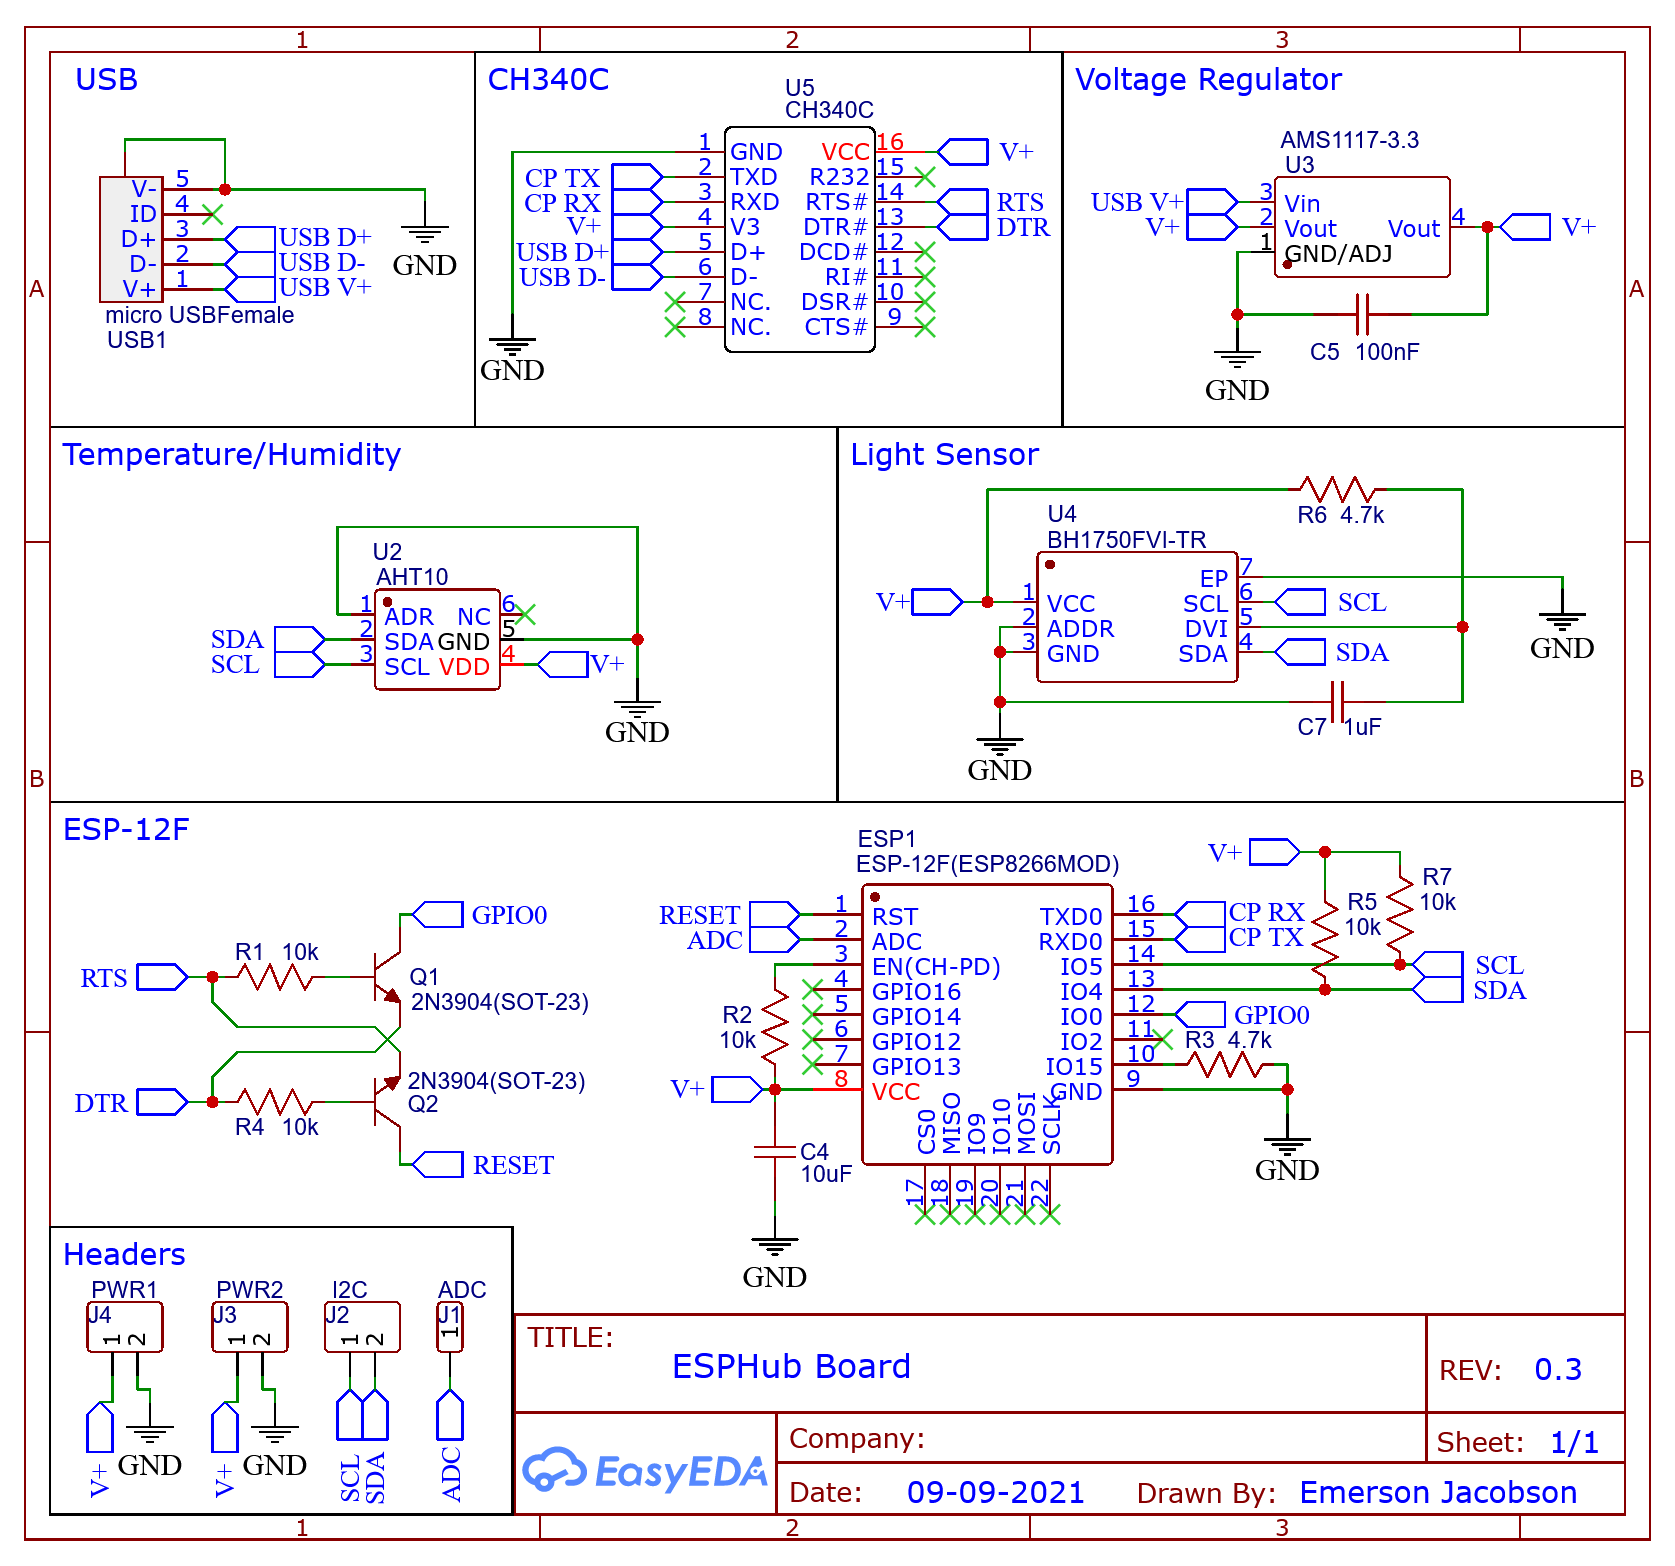 1
2
3
A
A
B
B
USB
V-
5
ID
4
D+
3
USB D+
D-
2
USB D-
V+
1
USB V+
micro USBFemale
USB1
GND
CH340C
U5
CH340C
1
GND
VCC
16
V+
CP TX
2
TXD
R232
15
CP RX
3
RXD
RTS#
14
RTS
V+
4
V3
DTR#
13
DTR
USB D+
5
D+
DCD#
12
USB D-
6
D-
RI#
11
7
NC.
DSR#
10
8
NC.
CTS#
9
GND
Voltage Regulator
AMS1117-3.3
U3
USB V+
3
Vin
V+
2
Vout
Vout
4
V+
1
GND/ADJ
C5 100nF
GND
Temperature/Humidity
U2
AHT10
1
ADR
NC
6
SDA
2
SDA
GND
5
SCL
3
SCL
VDD
4
V+
GND
Light Sensor
R6 4.7k
U4
BH1750FVI-TR
EP
7
V+
1
VCC
SCL
6
SCL
2
ADDR
DVI
5
3
GND
SDA
4
SDA
GND
C7 1uF
GND
ESP-12F
GPIO0
R1 10k
RTS
Q1
2N3904(SOT-23)
2N3904(SOT-23)
Q2
DTR
R4 10k
RESET
ESP1
ESP-12F(ESP8266MOD)
RESET
1
RST
TXD0
16
CP RX
ADC
2
ADC
RXD0
15
CP TX
3
EN(CH-PD)
IO5
14
SCL
4
GPIO16
IO4
13
SDA
5
GPIO14
IO0
12
GPIO0
6
GPIO12
IO2
11
7
GPIO13
IO15
10
8
VCC
GND
9
V+
R2
10k
V+
R5
10k
R7
10k
R3 4.7k
GND
CS0
MISO
IO9
IO10
MOSI
SCLK
17
18
19
20
21
22
C4
10uF
GND
Headers
PWR1
J4
1
2
V+
GND
PWR2
J3
1
2
V+
GND
I2C
J2
1
2
SCL
SDA
ADC
J1
1
ADC
TITLE:
ESPHub Board
REV: 0.3
EasyEDA
Company:
Sheet: 1/1
Date: 09-09-2021
Drawn By: Emerson Jacobson
1
2
3